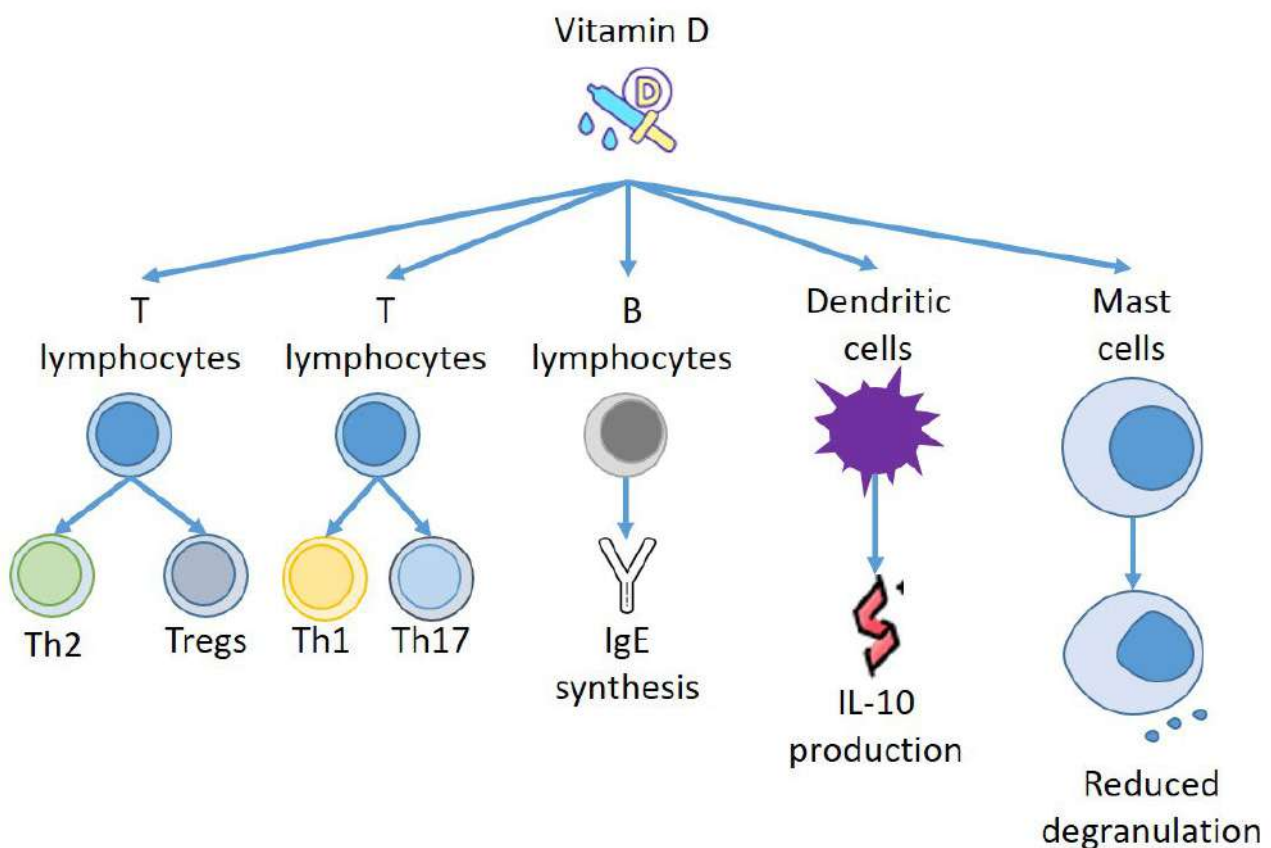 Vitamin D
D
T
lymphocytes
T
lymphocytes
B
lymphocytes
Dendritic
cells
Mast
cells
Th2
Tregs
Th1
Th17
IgE
synthesis
IL-10
production
Reduced
degranulation